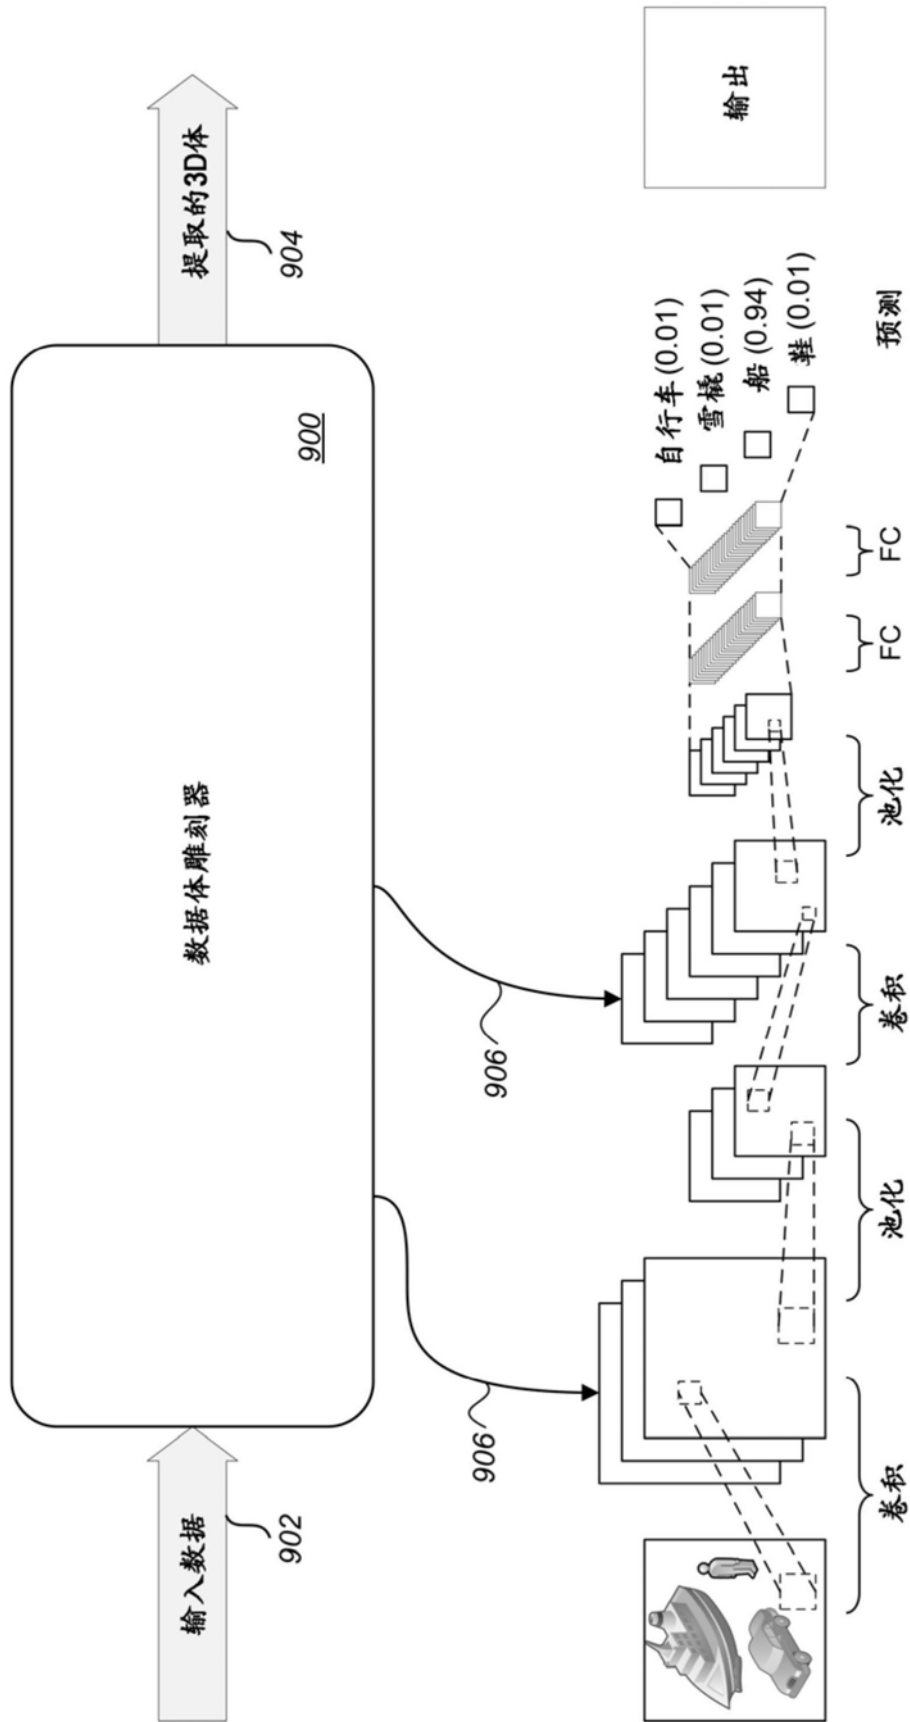 输入数据
902
数据体雕刻器
900
提取的3D体
904
906
906
自行车 (0.01)
雪橇 (0.01)
船 (0.94)
鞋 (0.01)
输出
卷积
池化
卷积
池化
FC
FC
预测